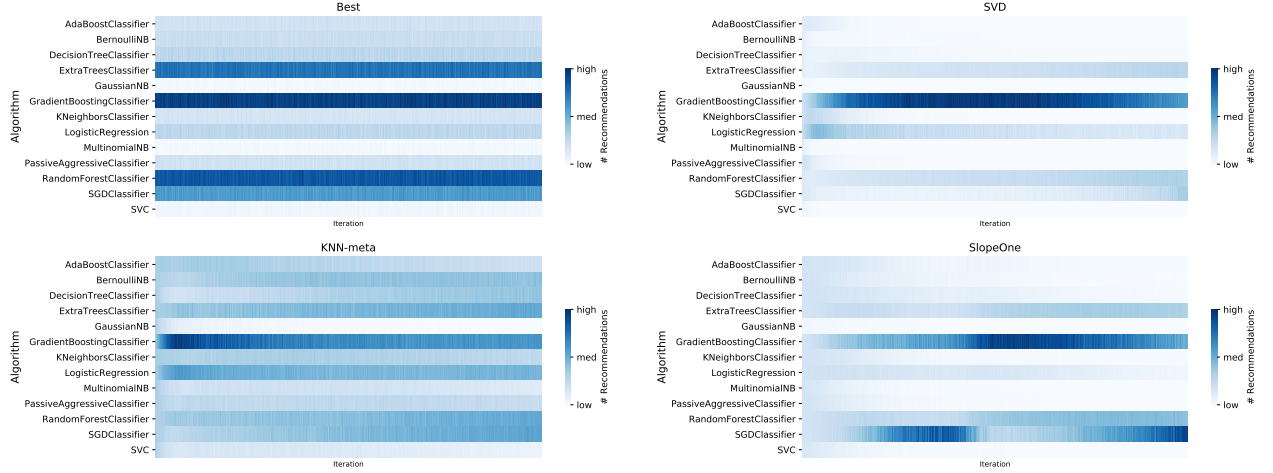 Best
Algorithm
AdaBoostClassifier
BernoulliNB
DecisionTreeClassifier
ExtraTreesClassifier
GaussianNB
GradientBoostingClassifier
KNeighborsClassifier
LogisticRegression
MultinomialNB
PassiveAggressiveClassifier
RandomForestClassifier
SGDClassifier
SVC
Iteration
high
med
low
# Recommendations
SVD
Algorithm
AdaBoostClassifier
BernoulliNB
DecisionTreeClassifier
ExtraTreesClassifier
GaussianNB
GradientBoostingClassifier
KNeighborsClassifier
LogisticRegression
MultinomialNB
PassiveAggressiveClassifier
RandomForestClassifier
SGDClassifier
SVC
Iteration
high
med
low
# Recommendations
KNN-meta
Algorithm
AdaBoostClassifier
BernoulliNB
DecisionTreeClassifier
ExtraTreesClassifier
GaussianNB
GradientBoostingClassifier
KNeighborsClassifier
LogisticRegression
MultinomialNB
PassiveAggressiveClassifier
RandomForestClassifier
SGDClassifier
SVC
Iteration
high
med
low
# Recommendations
SlopeOne
Algorithm
AdaBoostClassifier
BernoulliNB
DecisionTreeClassifier
ExtraTreesClassifier
GaussianNB
GradientBoostingClassifier
KNeighborsClassifier
LogisticRegression
MultinomialNB
PassiveAggressiveClassifier
RandomForestClassifier
SGDClassifier
SVC
Iteration
high
med
low
# Recommendations